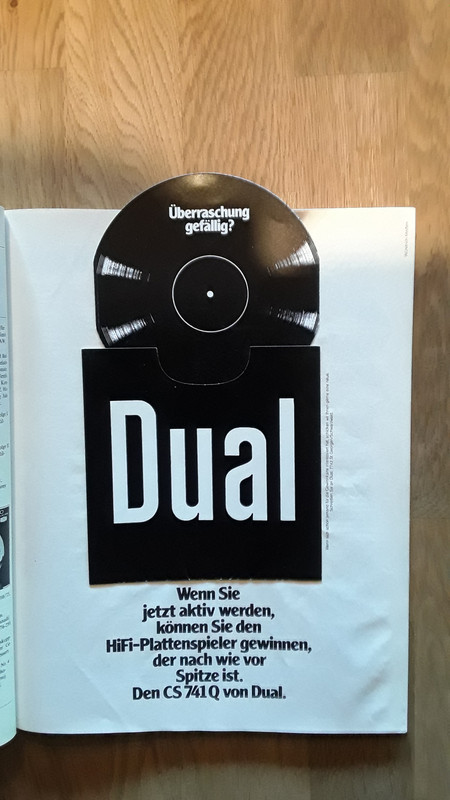 Überraschung
gefällig?
Dual
Wenn Sie
jetzt aktiv werden,
können Sie den
HiFi-Plattenspieler gewinnen,
der nach wie vor
Spitze ist.
Den CS 741 Q von Dual.